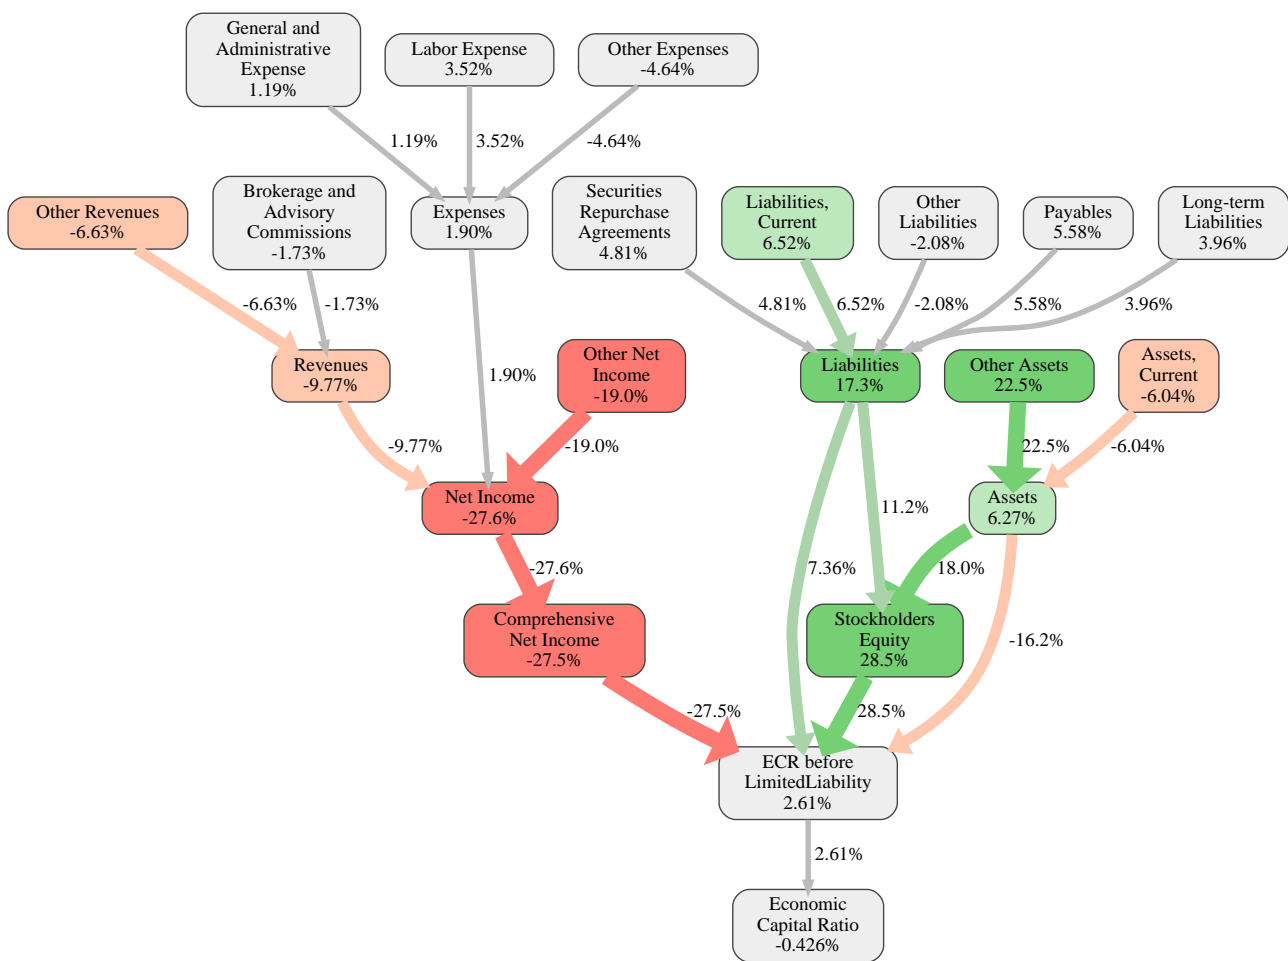 General and
Administrative
Expense
1.19%
Labor Expense
3.52%
Other Expenses
-4.64%
1.19%
3.52%
-4.64%
Other Revenues
-6.63%
Brokerage and
Advisory
Commissions
-1.73%
Expenses
1.90%
Securities
Repurchase
Agreements
4.81%
Liabilities,
Current
6.52%
Other
Liabilities
-2.08%
Payables
5.58%
Long-term
Liabilities
3.96%
-6.63%
-1.73%
4.81%
6.52%
-2.08%
5.58%
3.96%
Revenues
-9.77%
1.90%
Other Net
Income
-19.0%
Liabilities
17.3%
Other Assets
22.5%
Assets,
Current
-6.04%
-9.77%
-19.0%
22.5%
-6.04%
Net Income
-27.6%
11.2%
Assets
6.27%
-27.6%
7.36%
18.0%
Comprehensive
Net Income
-27.5%
Stockholders
Equity
28.5%
-16.2%
-27.5%
28.5%
ECR before
LimitedLiability
2.61%
2.61%
Economic
Capital Ratio
-0.426%